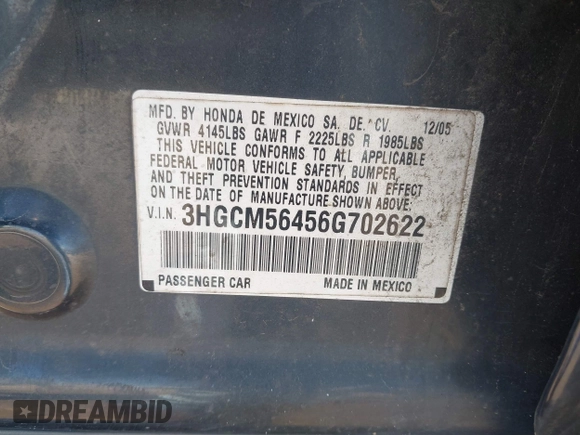 MFD. BY HONDA DE MEXICO SA. DE. CV. 12/05
GVWR 4145LBS GAWR F 2225LBS R 1985LBS
THIS VEHICLE CONFORMS TO ALL APPLICABLE
FEDERAL MOTOR VEHICLE SAFETY, BUMPER,
AND THEFT PREVENTION STANDARDS IN EFFECT
ON THE DATE OF MANUFACTURE SHOWN ABOVE.
V.I.N. 3HGCM56456G702622
PASSENGER CAR MADE IN MEXICO
DREAMBID